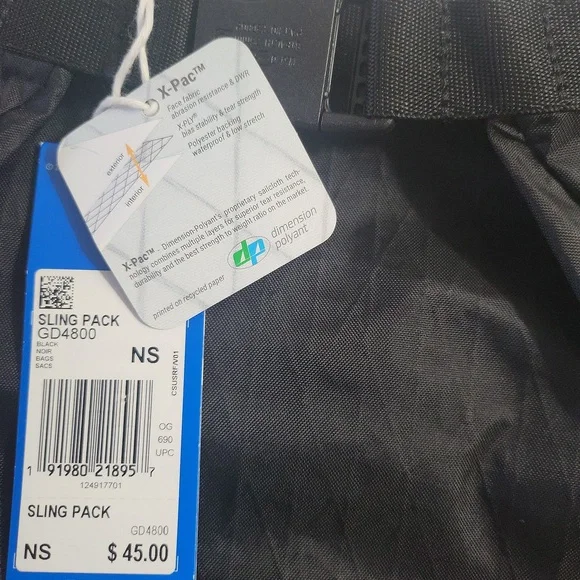 X-Pac™
Face fabric
abrasion resistance & DWR
X-PLY®
bias stability & tear strength
Polyester backing
waterproof & low stretch
exterior
interior
X-Pac™ - Dimension-Polyant's proprietary sailcloth tech-
nology combines multiple layers for superior tear resistance,
durability and the best strength to weight ratio on the market.
dp dimension
polyant
printed on recycled paper
SLING PACK
GD4800
BLACK
NOIR
BAGS
SACS
NS
CSUSRF/V01
OG
690
UPC
1 91980 21895 7
124917701
SLING PACK
GD4800
NS $ 45.00